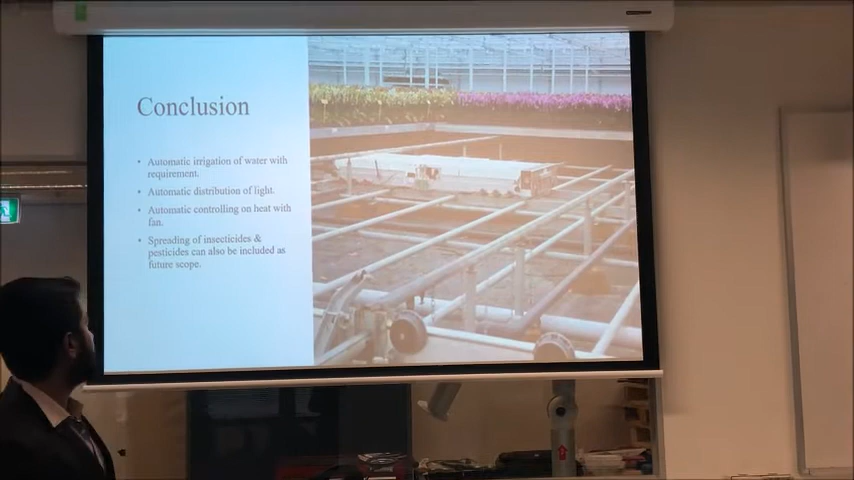 Conclusion
• Automatic irrigation of water with
requirement.
• Automatic distribution of light.
• Automatic controlling on heat with
fan.
• Spreading of insecticides &
pesticides can also be included as
future scope.